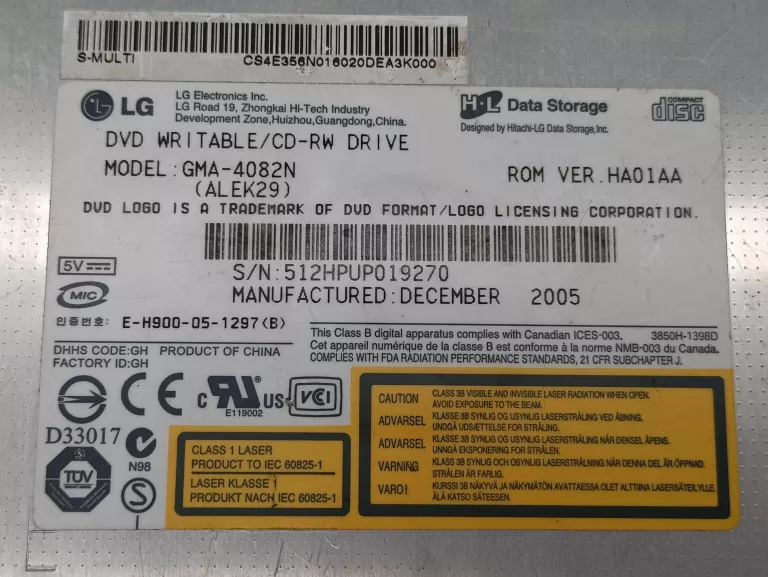 S-MULTI
CS4E356N016020DEA3K000
LG
LG Electronics Inc.
LG Road 19, Zhongkai Hi-Tech Industry
Development Zone,Huizhou,Guangdong,China.
H·L Data Storage
Designed by Hitachi-LG Data Storage,Inc.
COMPACT
disc
DVD WRITABLE/CD-RW DRIVE
MODEL:GMA-4082N
(ALEK29)
ROM VER.HA01AA
DVD LOGO IS A TRADEMARK OF DVD FORMAT/LOGO LICENSING CORPORATION.
S/N:512HPUP019270
MANUFACTURED:DECEMBER 2005
5V
MIC
인증번호: E-H900-05-1297(B)
DHHS CODE:GH PRODUCT OF CHINA
FACTORY ID:GH
This Class B digital apparatus complies with Canadian ICES-003. 3850H-1398D
Cet appareil numérique de la classe B est conforme à la norme NMB-003 du Canada.
COMPLIES WITH FDA RADIATION PERFORMANCE STANDARDS, 21 CFR SUBCHAPTER J.
CE
c RU US
E119002
VCI
D33017
N98
TÜV
S
CLASS 1 LASER
PRODUCT TO IEC 60825-1
LASER KLASSE 1
PRODUKT NACH IEC 60825-1
CAUTION CLASS 3B VISIBLE AND INVISIBLE LASER RADIATION WHEN OPEN.
AVOID EXPOSURE TO THE BEAM.
ADVARSEL KLASSE 3B SYNLIG OG USYNLIG LASERSTRÅLING VED ÅBNING.
UNDGÅ UDSÆTTELSE FOR STRÅLING.
ADVARSEL KLASSE 3B SYNLIG OG USYNLIG LASERSTRÅLING NÅR DEKSEL ÅPENS.
UNNGÅ EKSPONERING FOR STRÅLEN.
VARNING KLASS 3B SYNLIG OCH OSYNLIG LASERSTRÅLNING NÄR DENNA DEL ÄR ÖPPNAD.
STRÅLEN ÄR FARLIG.
VARO! KURSSI 3B NÄKYVÄ JA NÄKYMÄTÖN AVATTAESSA OLET ALTTIINA LASERSÄTEILYLLE.
ÄLÄ KATSO SÄTEESEEN.